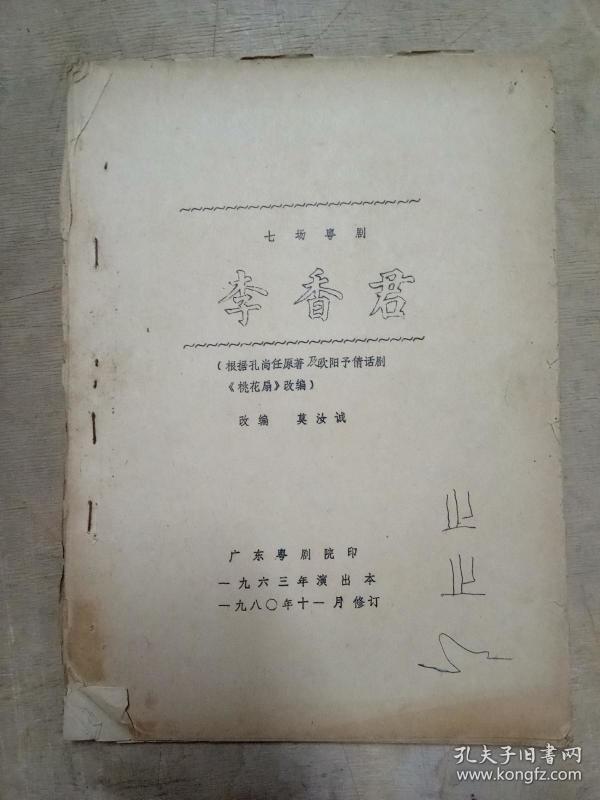 七场粤剧
李香君
（根据孔尚任原著及欧阳予倩话剧
《桃花扇》改编）
改编 莫汝诚
广东粤剧院印
一九六三年演出本
一九八〇年十一月修订
孔夫子旧书网
www.kongfz.com